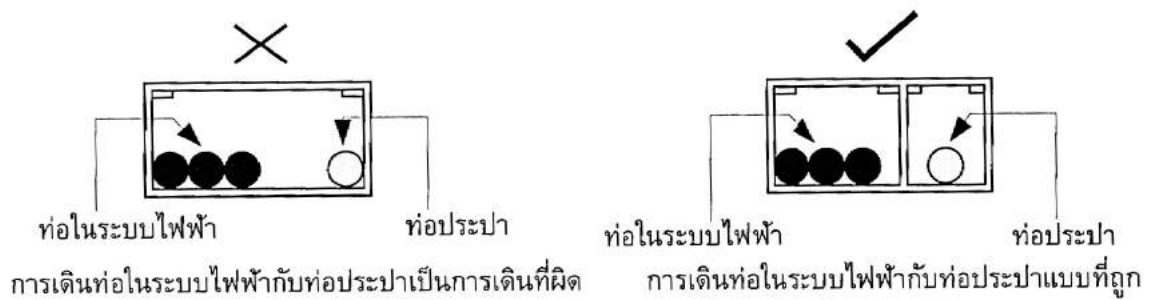 ท่อในระบบไฟฟ้า ท่อประปา
การเดินท่อในระบบไฟฟ้ากับท่อประปาเป็นการเดินที่ผิด
ท่อในระบบไฟฟ้า ท่อประปา
การเดินท่อในระบบไฟฟ้ากับท่อประปาแบบที่ถูก